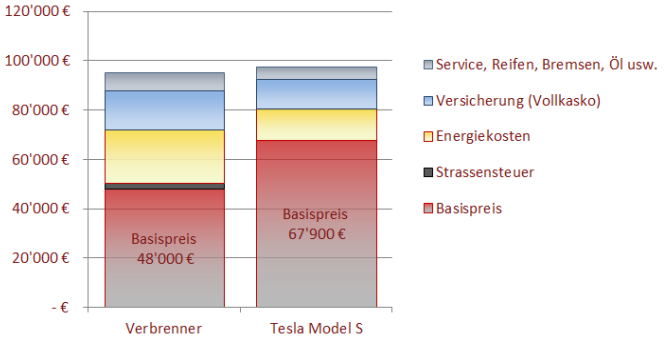 120'000 €
100'000 €
80'000 €
60'000 €
40'000 €
20'000 €
- €
Basispreis
48'000 €
Basispreis
67'900 €
Verbrenner
Tesla Model S
Service, Reifen, Bremsen, Öl usw.
Versicherung (Vollkasko)
Energiekosten
Strassensteuer
Basispreis